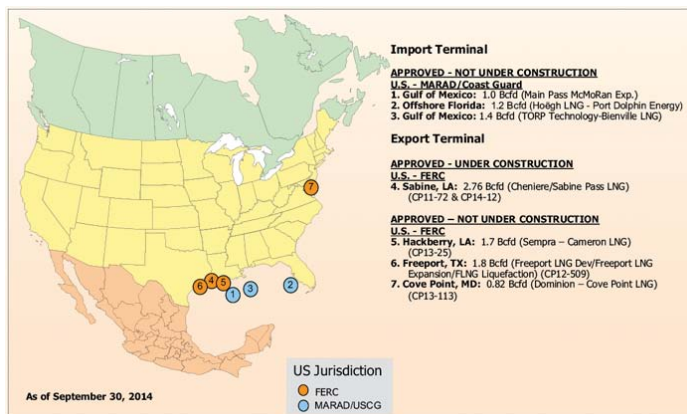 Import Terminal
APPROVED - NOT UNDER CONSTRUCTION
U.S. - MARAD/Coast Guard
1. Gulf of Mexico: 1.0 Bcfd (Main Pass McMoRan Exp.)
2. Offshore Florida: 1.2 Bcfd (Hoëgh LNG - Port Dolphin Energy)
3. Gulf of Mexico: 1.4 Bcfd (TORP Technology-Bienville LNG)
Export Terminal
APPROVED - UNDER CONSTRUCTION
U.S. - FERC
4. Sabine, LA: 2.76 Bcfd (Cheniere/Sabine Pass LNG)
(CP11-72 & CP14-12)
APPROVED – NOT UNDER CONSTRUCTION
U.S. - FERC
5. Hackberry, LA: 1.7 Bcfd (Sempra – Cameron LNG)
(CP13-25)
6. Freeport, TX: 1.8 Bcfd (Freeport LNG Dev/Freeport LNG
Expansion/FLNG Liquefaction) (CP12-509)
7. Cove Point, MD: 0.82 Bcfd (Dominion – Cove Point LNG)
(CP13-113)
7
6 4 5
1 3 2
US Jurisdiction
FERC
MARAD/USCG
As of September 30, 2014